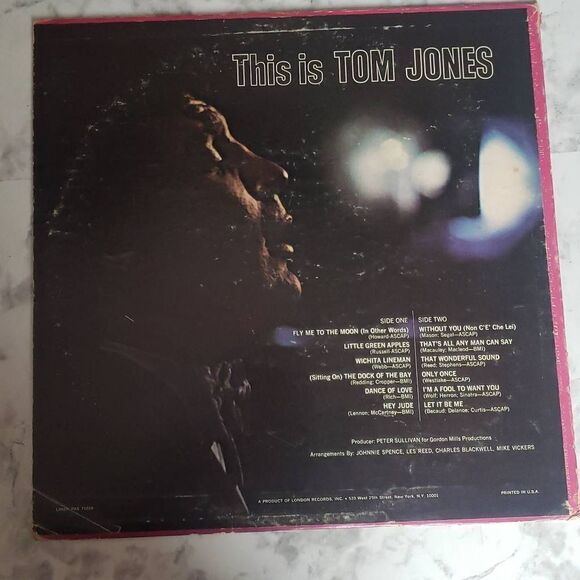 This is TOM JONES
SIDE ONE
FLY ME TO THE MOON (In Other Words)
(Howard-ASCAP)
LITTLE GREEN APPLES
(Russell-ASCAP)
WICHITA LINEMAN
(Webb-ASCAP)
(Sitting On) THE DOCK OF THE BAY
(Redding; Cropper-BMI)
DANCE OF LOVE
(Rich-BMI)
HEY JUDE
(Lennon; McCartney-BMI)
SIDE TWO
WITHOUT YOU (Non C'É' Che Lei)
(Mason; Segal-ASCAP)
THAT'S ALL ANY MAN CAN SAY
(Macauley; Macleod-BMI)
THAT WONDERFUL SOUND
(Reed; Stephens-ASCAP)
ONLY ONCE
(Westlake-ASCAP)
I'M A FOOL TO WANT YOU
(Wolf; Herron; Sinatra-ASCAP)
LET IT BE ME
(Becaud; Delanoe; Curtis-ASCAP)
Producer: PETER SULLIVAN for Gordon Mills Productions
Arrangements By: JOHNNIE SPENCE, LES REED, CHARLES BLACKWELL, MIKE VICKERS
A PRODUCT OF LONDON RECORDS, INC. • 539 West 25th Street, New York, N.Y. 10001
PRINTED IN U.S.A.
PAS 71028